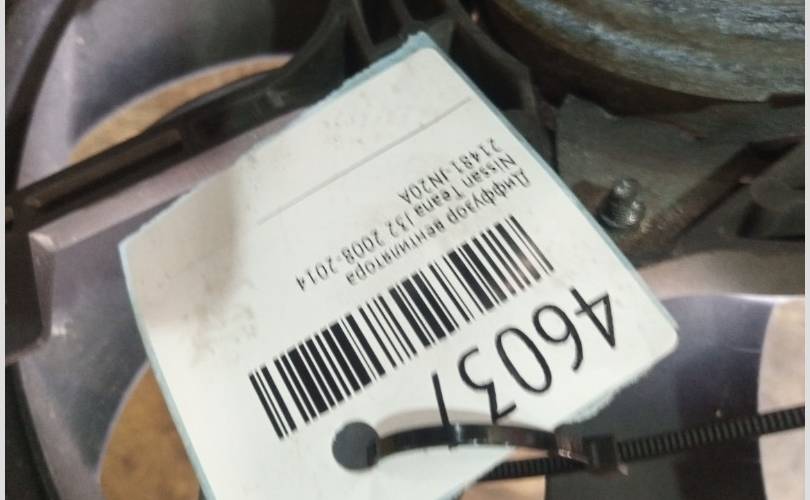 46037
Диффузор вентилятора
Nissan Teana J32 2008-2014
21481-JN20A